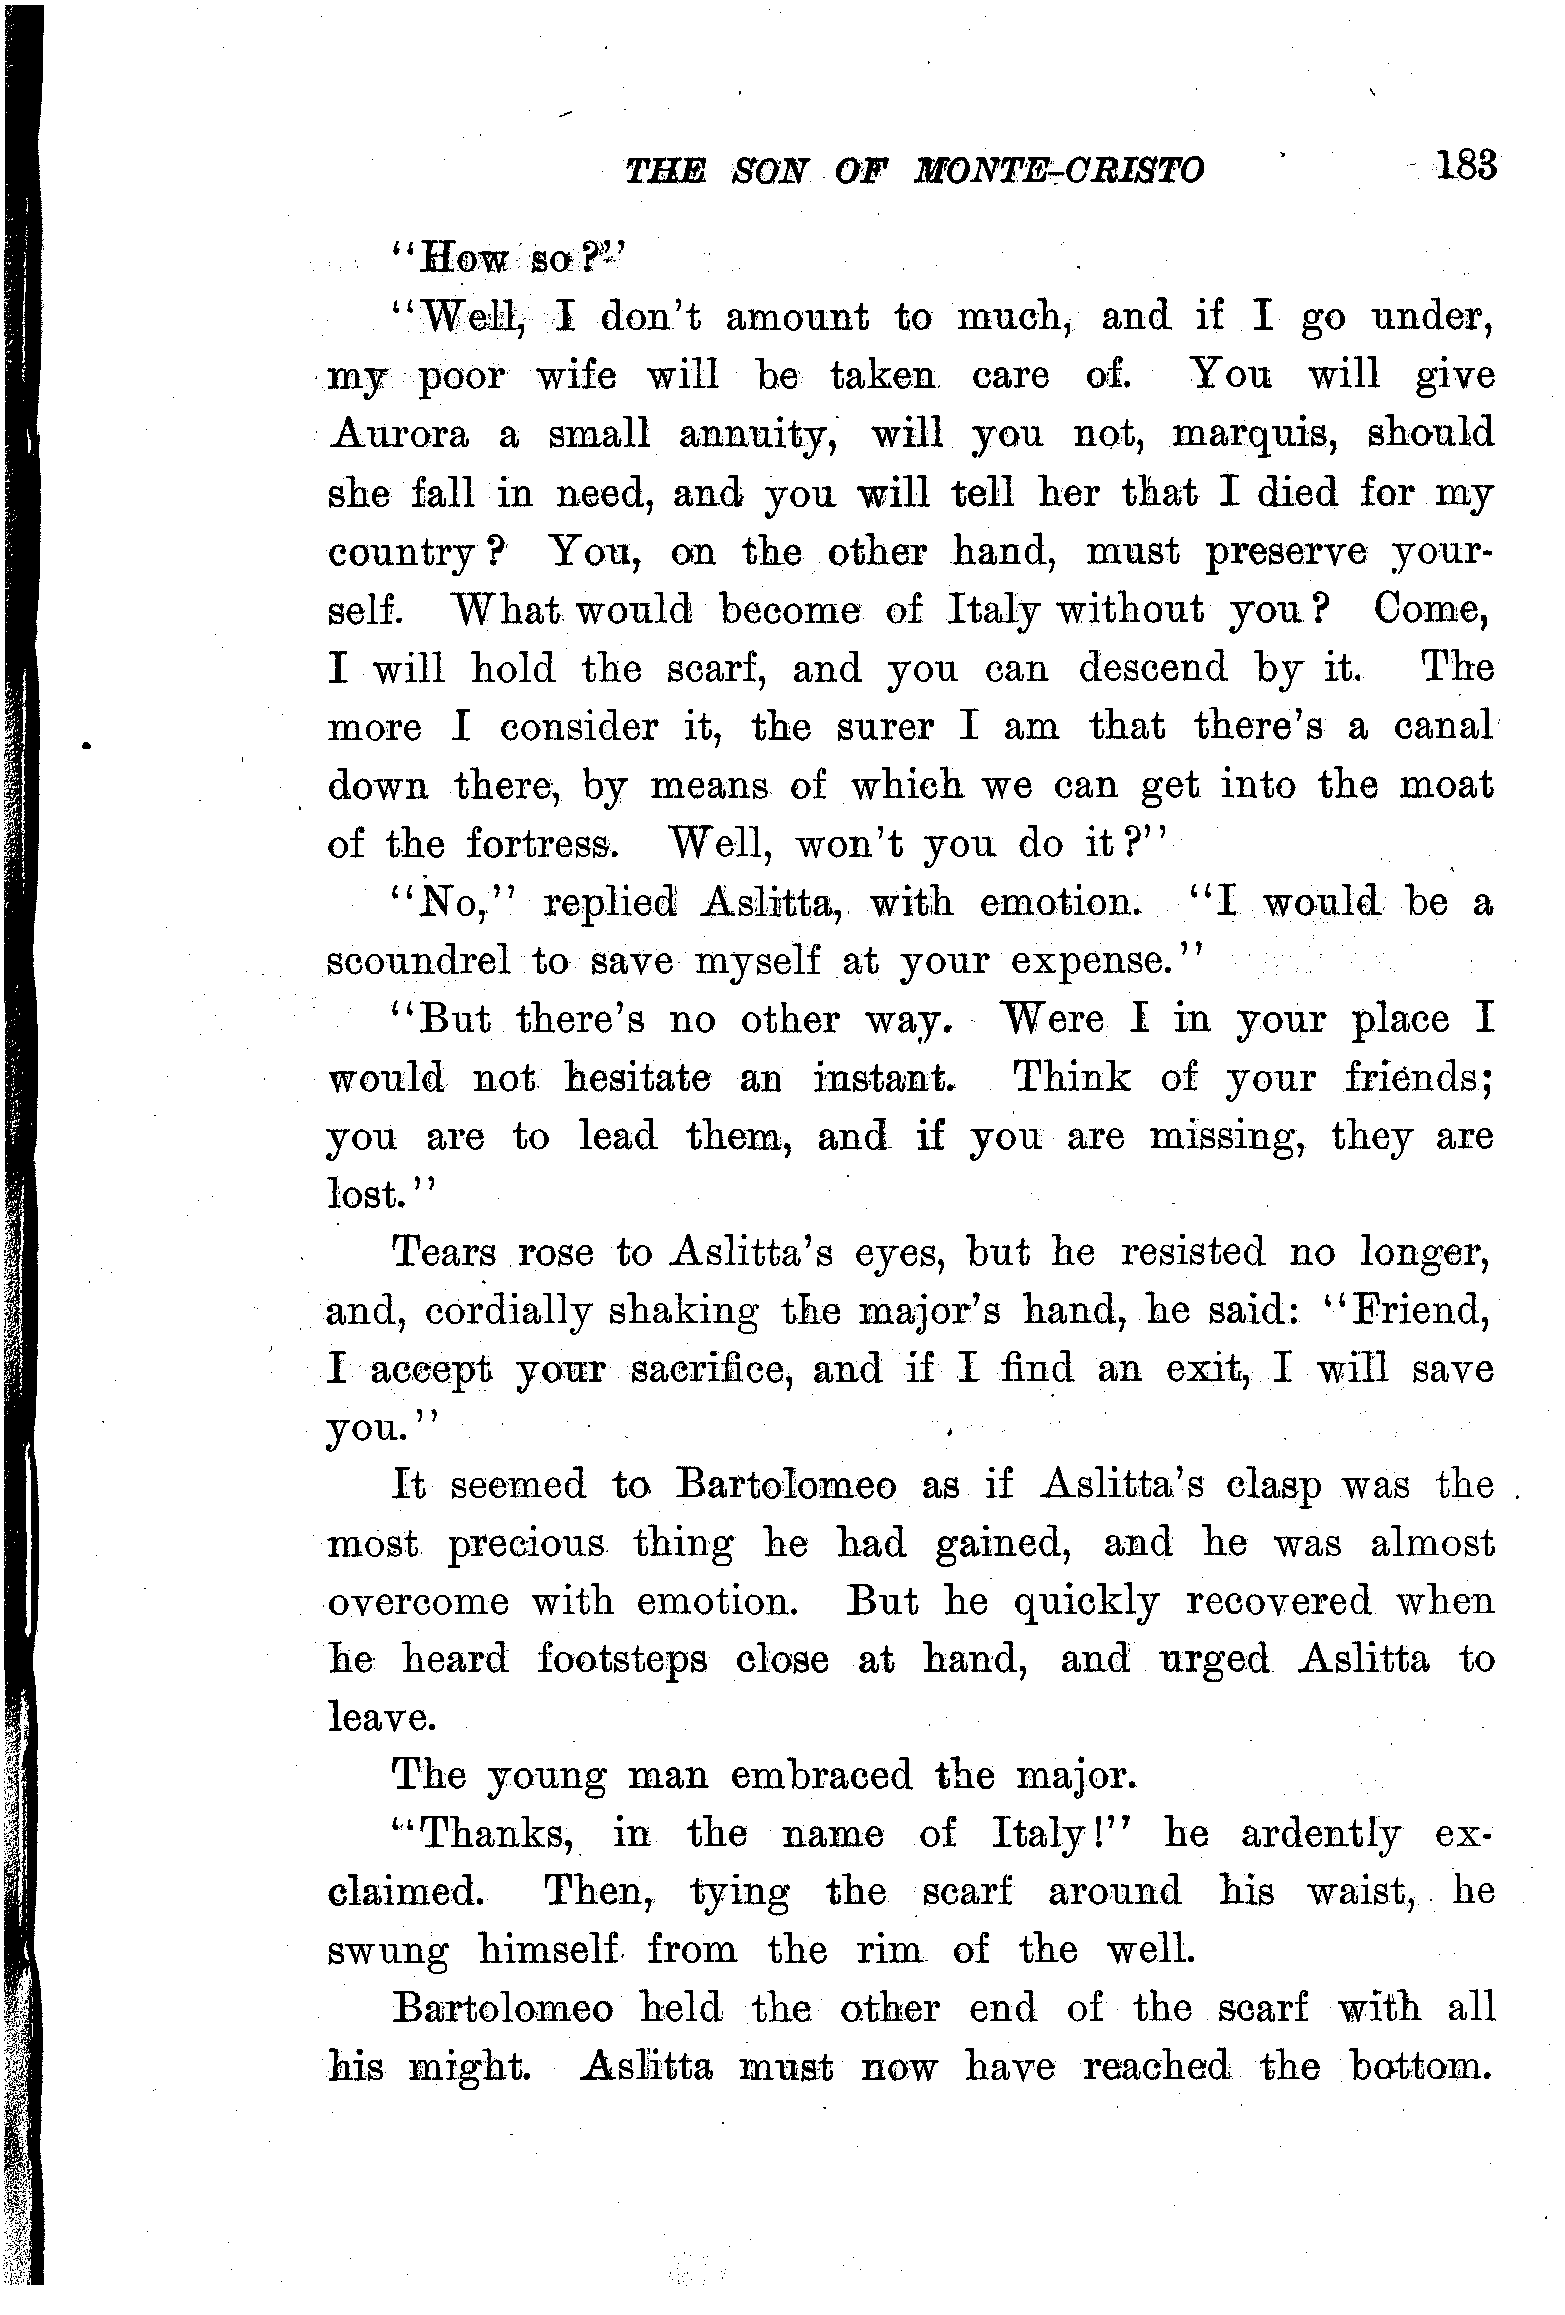 THE SON OF MONTE-CRISTO 183
"How so?"
"Well, I don't amount to much, and if I go under,
my poor wife will be taken care of. You will give
Aurora a small annuity, will you not, marquis, should
she fall in need, and you will tell her that I died for my
country? You, on the other hand, must preserve your-
self. What would become of Italy without you? Come,
I will hold the scarf, and you can descend by it. The
more I consider it, the surer I am that there's a canal
down there, by means of which we can get into the moat
of the fortress. Well, won't you do it?"
"No," replied Aslitta, with emotion. "I would be a
scoundrel to save myself at your expense."
"But there's no other way. Were I in your place I
would not hesitate an instant. Think of your friends;
you are to lead them, and if you are missing, they are
lost."
Tears rose to Aslitta's eyes, but he resisted no longer,
and, cordially shaking the major's hand, he said: "Friend,
I accept your sacrifice, and if I find an exit, I will save
you."
It seemed to Bartolomeo as if Aslitta's clasp was the
most precious thing he had gained, and he was almost
overcome with emotion. But he quickly recovered when
he heard footsteps close at hand, and urged Aslitta to
leave.
The young man embraced the major.
"Thanks, in the name of Italy!" he ardently ex-
claimed. Then, tying the scarf around his waist, he
swung himself from the rim of the well.
Bartolomeo held the other end of the scarf with all
his might. Aslitta must now have reached the bottom.